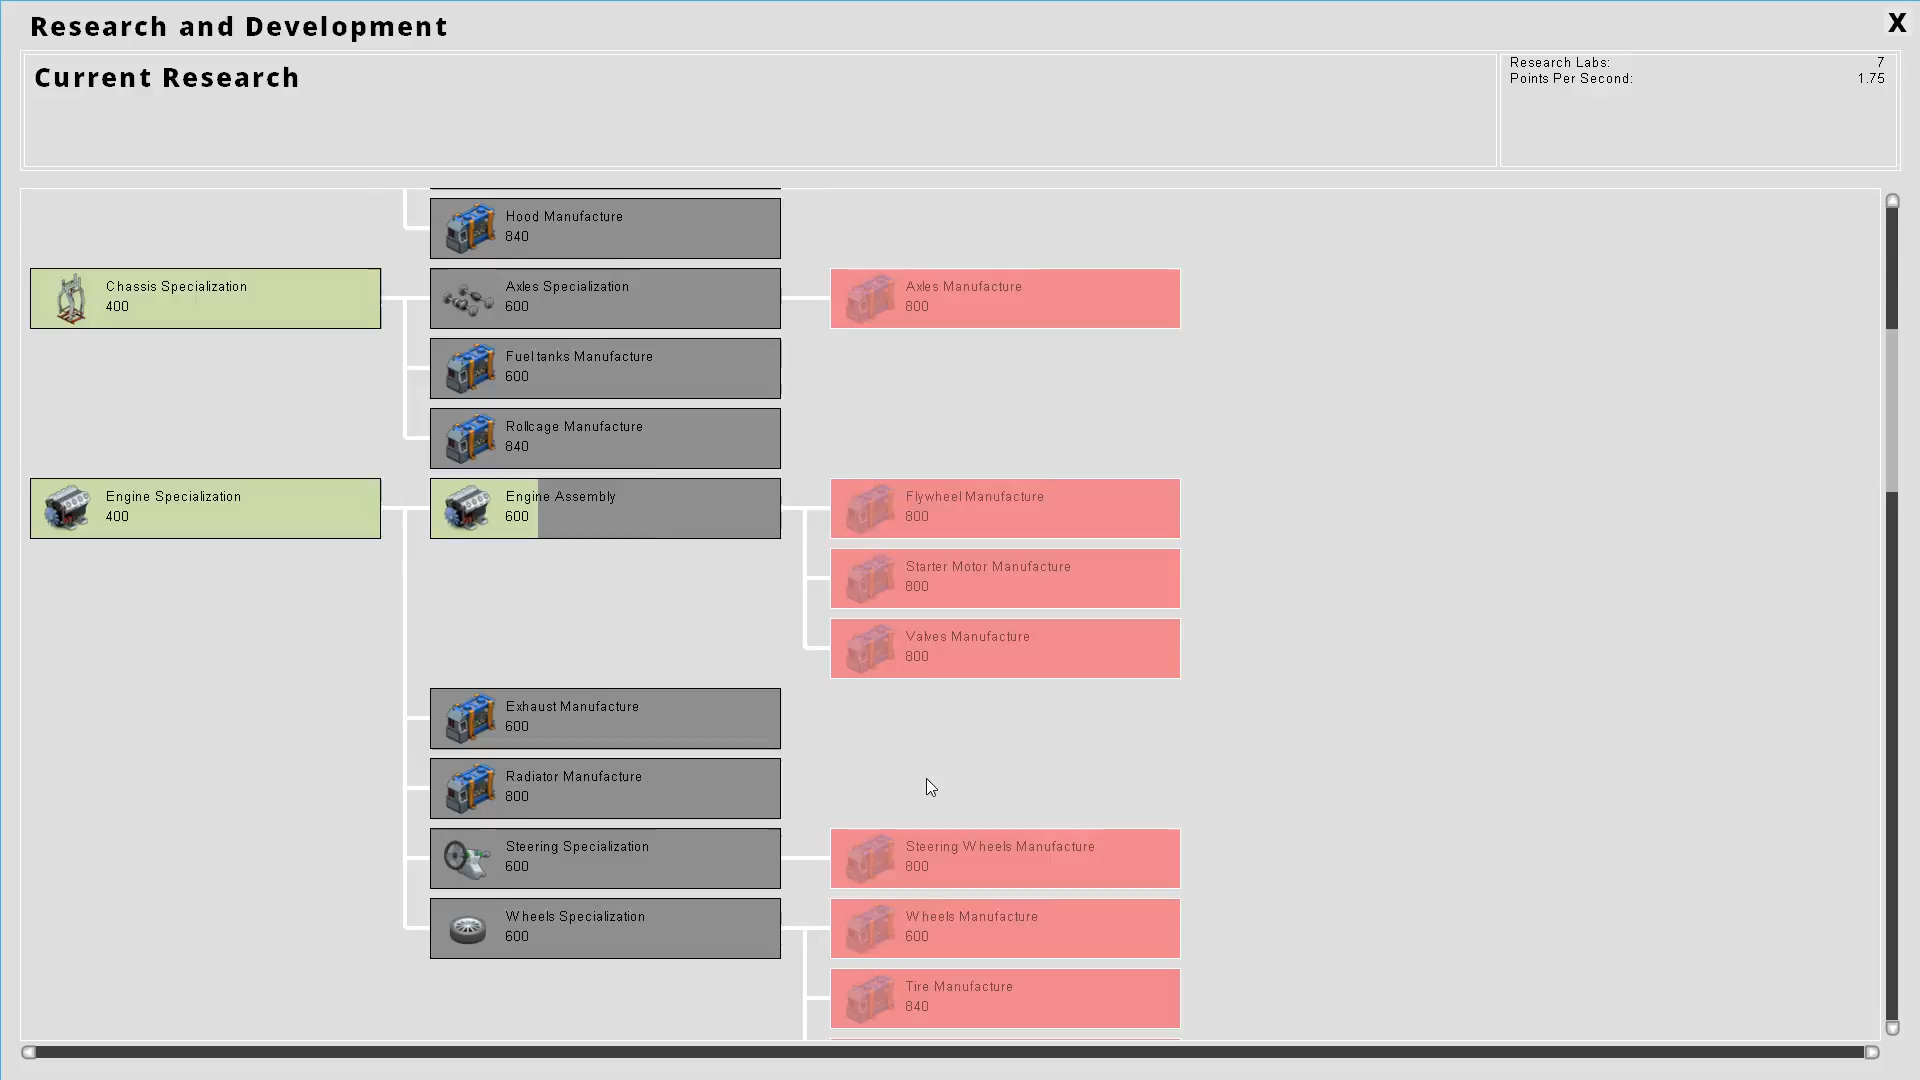 Research and Development
X
Current Research
Research Labs: 7
Points Per Second: 1.75
Hood Manufacture
840
Chassis Specialization
400
Axles Specialization
600
Axles Manufacture
800
Fueltanks Manufacture
600
Rollcage Manufacture
840
Engine Specialization
400
Engine Assembly
600
Flywheel Manufacture
800
Starter Motor Manufacture
800
Valves Manufacture
800
Exhaust Manufacture
600
Radiator Manufacture
800
Steering Specialization
600
Steering Wheels Manufacture
800
Wheels Specialization
600
Wheels Manufacture
600
Tire Manufacture
840